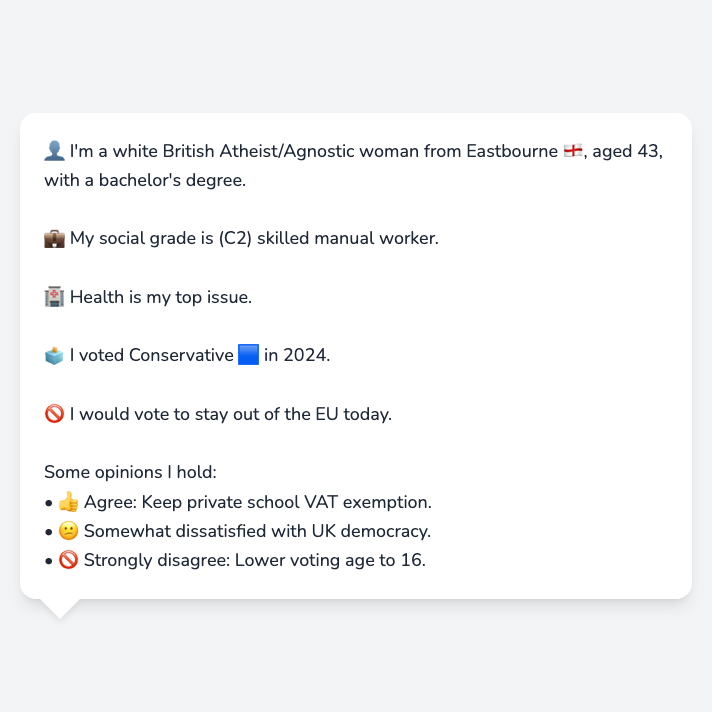 👤 I'm a white British Atheist/Agnostic woman from Eastbourne 🏴󠁧󠁢󠁥󠁮󠁧󠁿, aged 43,
with a bachelor's degree.
💼 My social grade is (C2) skilled manual worker.
🏥 Health is my top issue.
🗳️ I voted Conservative 🟦 in 2024.
🚫 I would vote to stay out of the EU today.
Some opinions I hold:
• 👍 Agree: Keep private school VAT exemption.
• 🙁 Somewhat dissatisfied with UK democracy.
• 🚫 Strongly disagree: Lower voting age to 16.